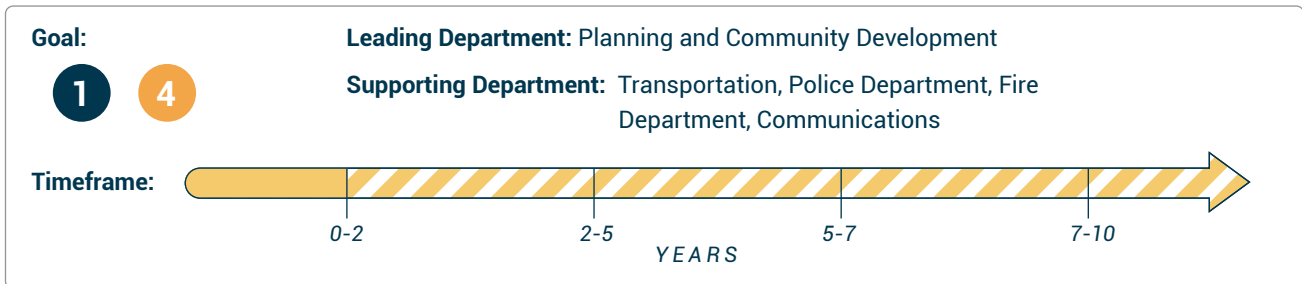 Goal:
Leading Department: Planning and Community Development
1 4
Supporting Department: Transportation, Police Department, Fire
Department, Communications
Timeframe:
0-2 2-5 5-7 7-10
YEARS